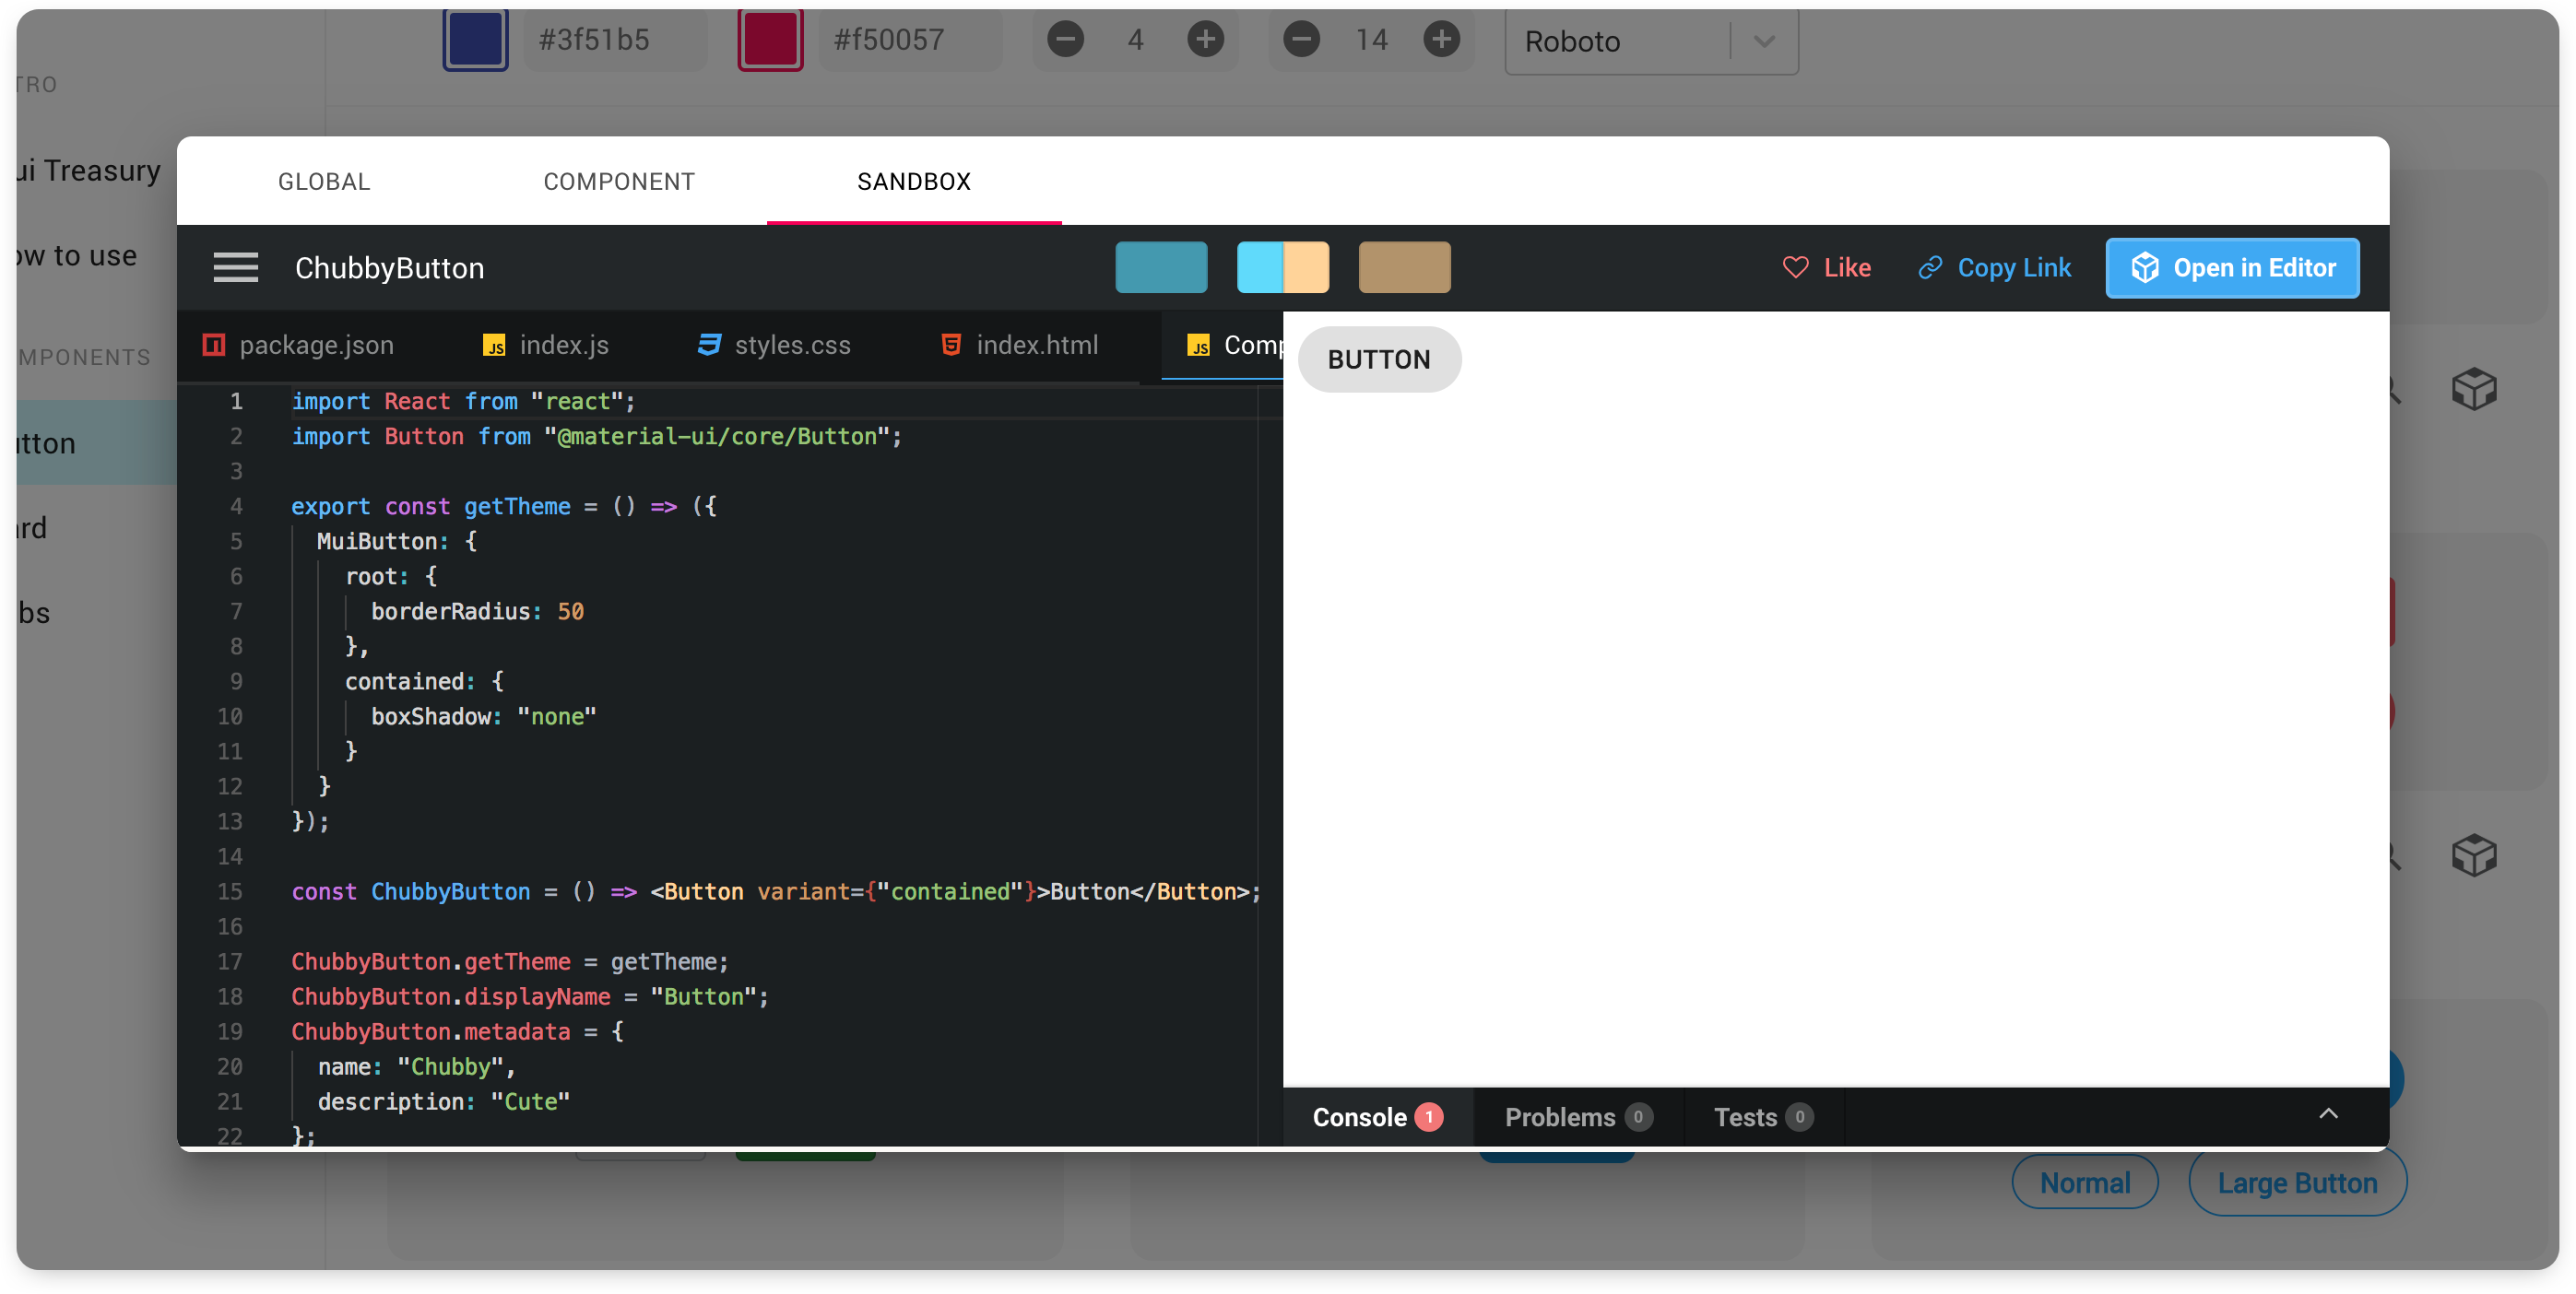 #3f51b5
#f50057
4
14
Roboto
TRO
ui Treasury
ow to use
MPONENTS
utton
ard
bs
GLOBAL
COMPONENT
SANDBOX
ChubbyButton
Like
Copy Link
Open in Editor
package.json
JS index.js
styles.css
index.html
JS Comp
1 import React from "react";
2 import Button from "@material-ui/core/Button";
3
4 export const getTheme = () => ({
5 MuiButton: {
6 root: {
7 borderRadius: 50
8 },
9 contained: {
10 boxShadow: "none"
11 }
12 }
13 });
14
15 const ChubbyButton = () => <Button variant={"contained"}>Button</Button>;
16
17 ChubbyButton.getTheme = getTheme;
18 ChubbyButton.displayName = "Button";
19 ChubbyButton.metadata = {
20 name: "Chubby",
21 description: "Cute"
22 };
BUTTON
Console 1
Problems 0
Tests 0
Normal
Large Button